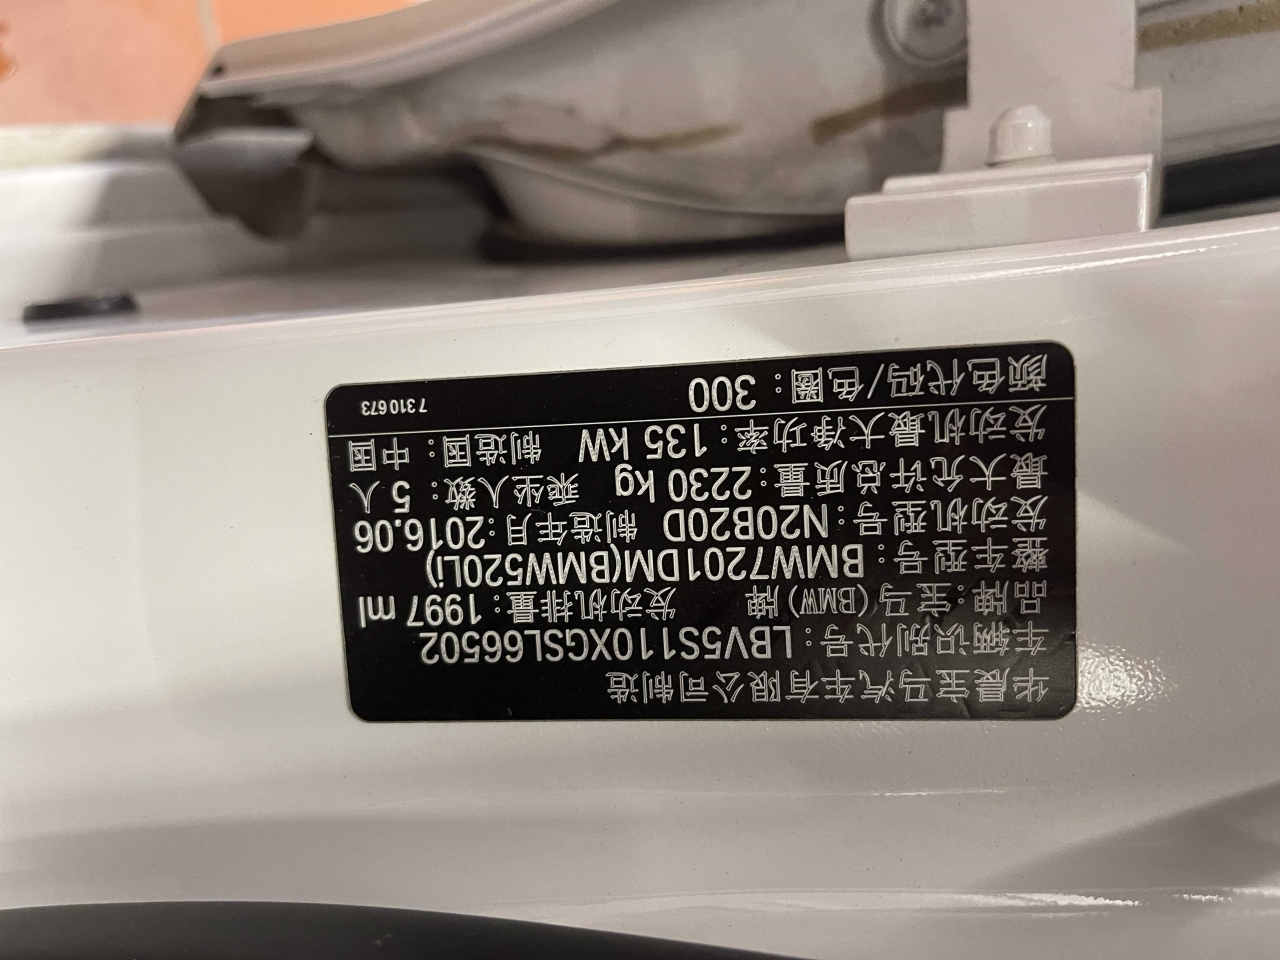 华晨宝马汽车有限公司制造
车辆识别代号：LBV5S110XGSL66502
品牌：宝马(BMW)牌 发动机排量：1997 ml
整车型号：BMW7201DM(BMW520Li)
发动机型号：N20B20D 制造年月：2016.06
最大允许总质量：2230 kg 乘坐人数：5 人
发动机最大净功率：135 kW 制造国：中国
颜色代码/色圈：300 7310673